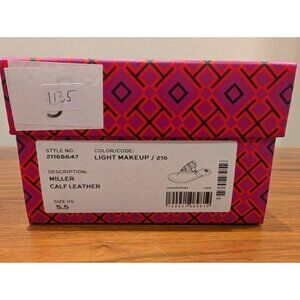 1135
STYLE NO: COLOR/CODE:
21168647 LIGHT MAKEUP / 216
DESCRIPTION:
MILLER
CALF LEATHER
SIZE US
5.5